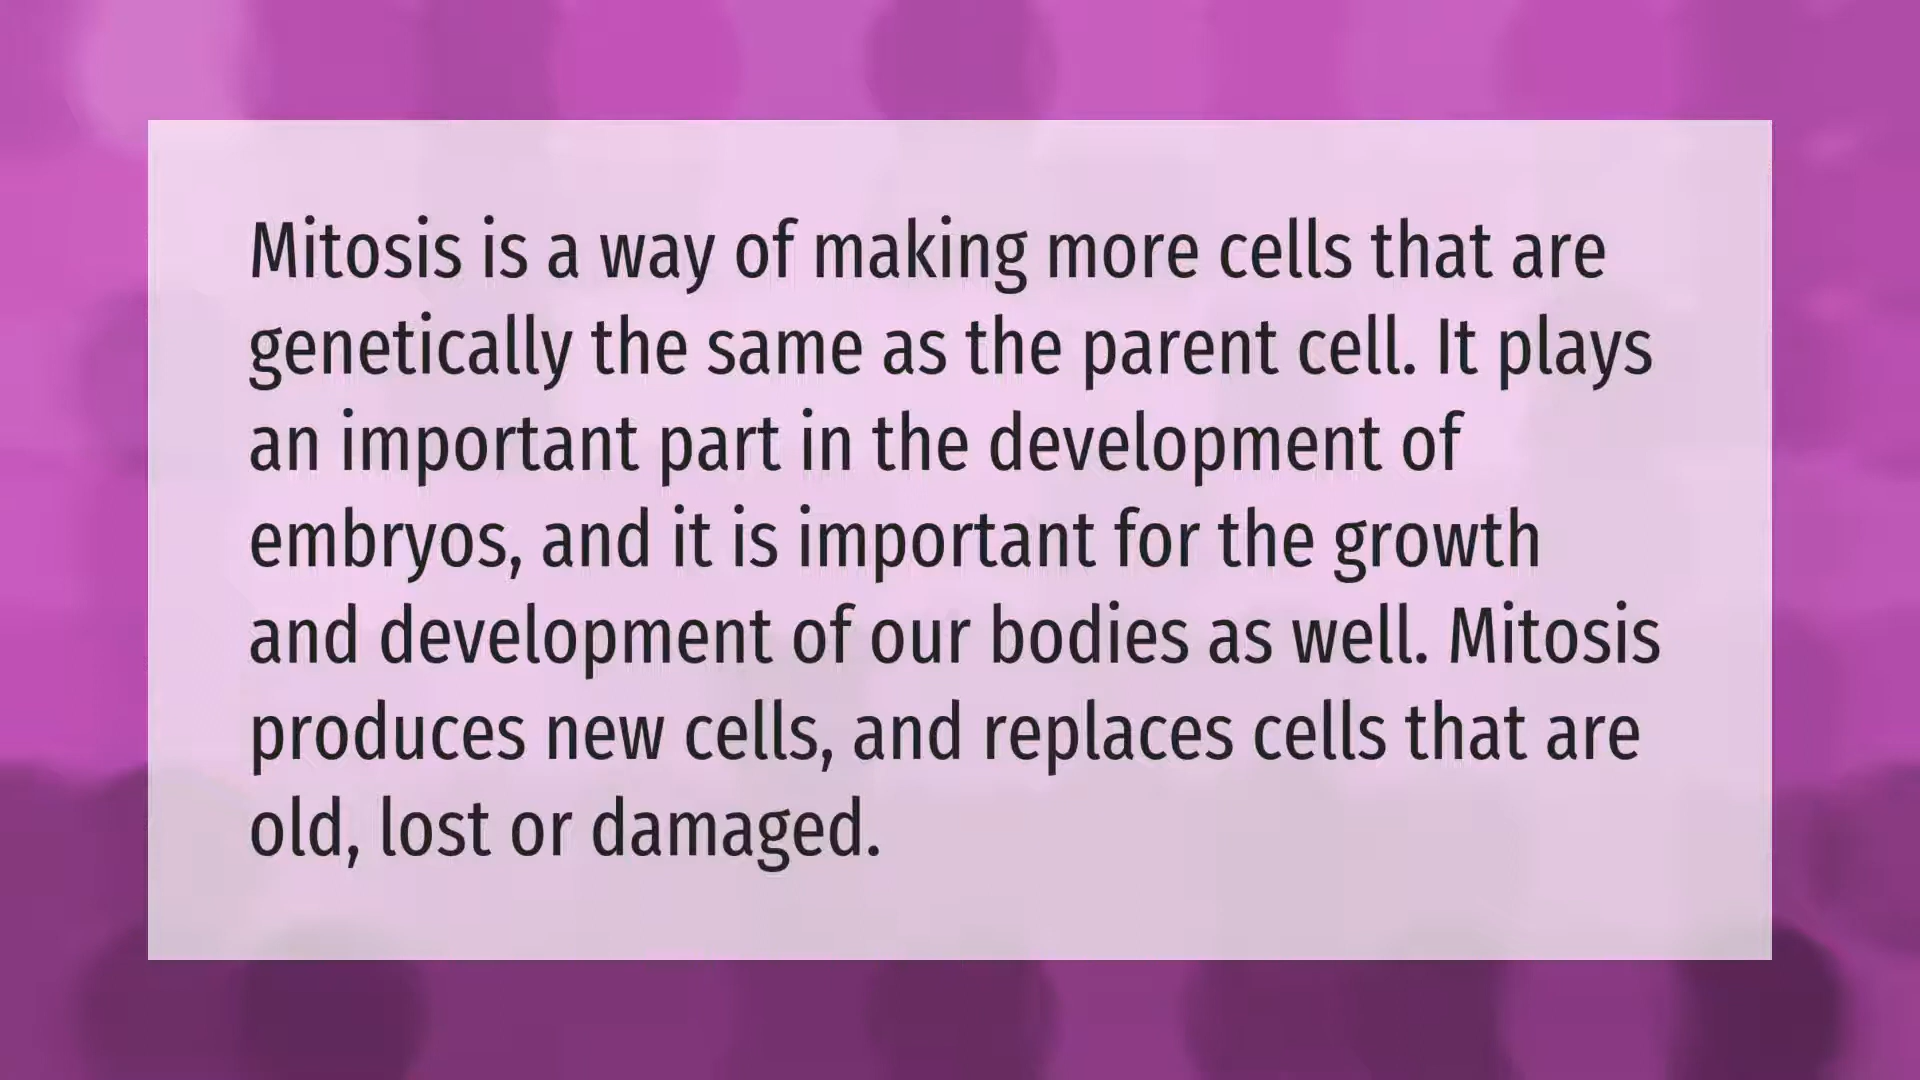 Mitosis is a way of making more cells that are
genetically the same as the parent cell. It plays
an important part in the development of
embryos, and it is important for the growth
and development of our bodies as well. Mitosis
produces new cells, and replaces cells that are
old, lost or damaged.